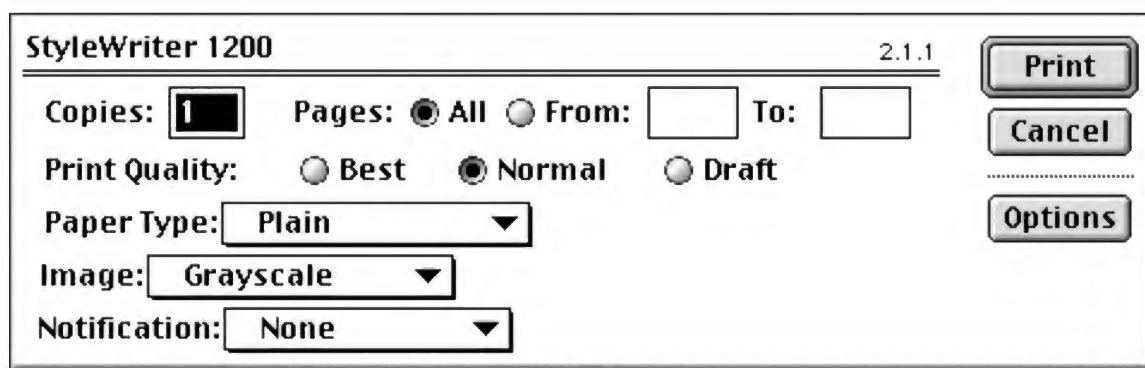 StyleWriter 1200 2.1.1 Print
Copies: 1 Pages: All From: To: Cancel
Print Quality: Best Normal Draft
Paper Type: Plain Options
Image: Grayscale
Notification: None